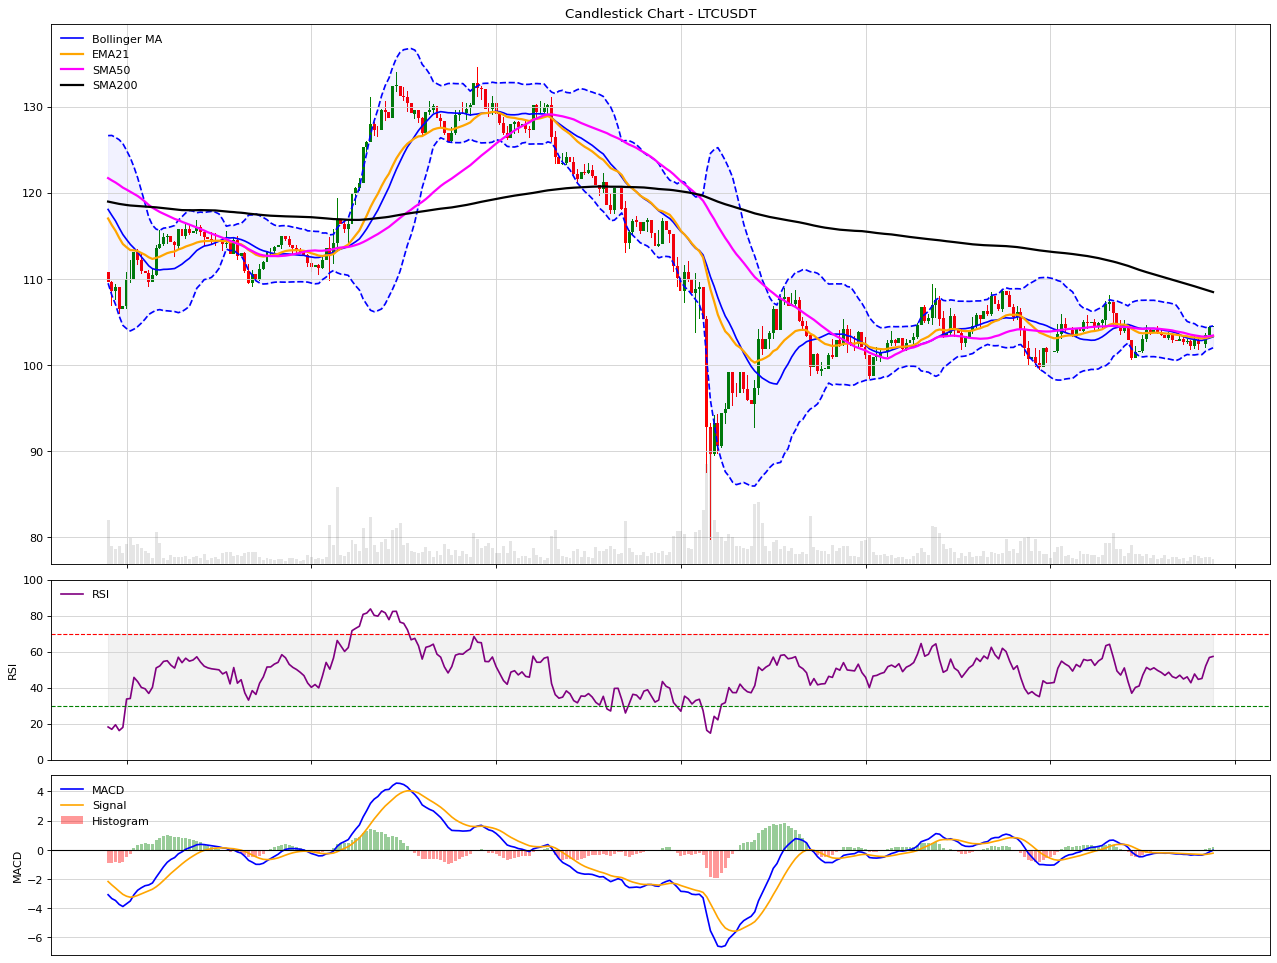 Candlestick Chart - LTCUSDT
Bollinger MA
EMA21
SMA50
SMA200
130
120
110
100
90
80
RSI
100
80
60
40
20
0
RSI
MACD
Signal
Histogram
4
2
0
−2
−4
−6
MACD